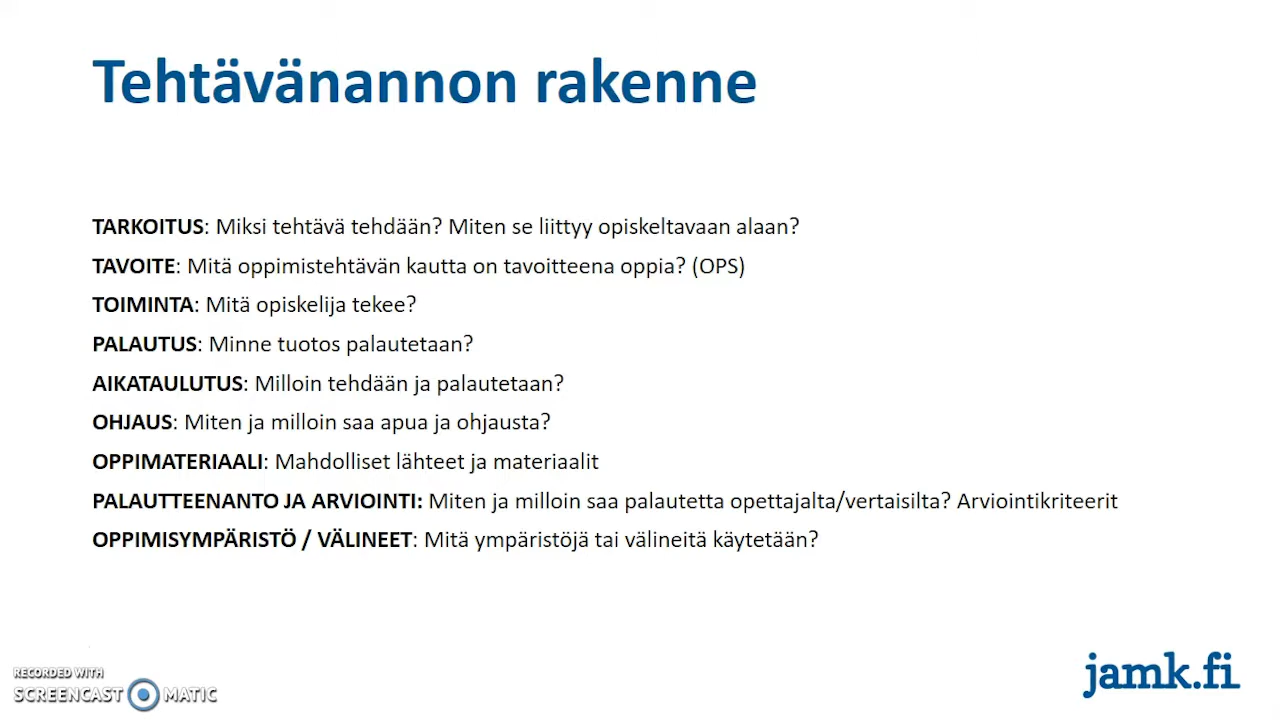 Tehtävänannon rakenne
TARKOITUS: Miksi tehtävä tehdään? Miten se liittyy opiskeltavaan alaan?
TAVOITE: Mitä oppimistehtävän kautta on tavoitteena oppia? (OPS)
TOIMINTA: Mitä opiskelija tekee?
PALAUTUS: Minne tuotos palautetaan?
AIKATAULUTUS: Milloin tehdään ja palautetaan?
OHJAUS: Miten ja milloin saa apua ja ohjausta?
OPPIMATERIAALI: Mahdolliset lähteet ja materiaalit
PALAUTTEENANTO JA ARVIOINTI: Miten ja milloin saa palautetta opettajalta/vertaisilta? Arviointikriteerit
OPPIMISYMPÄRISTÖ / VÄLINEET: Mitä ympäristöjä tai välineitä käytetään?
RECORDED WITH
SCREENCAST MATIC
jamk.fi